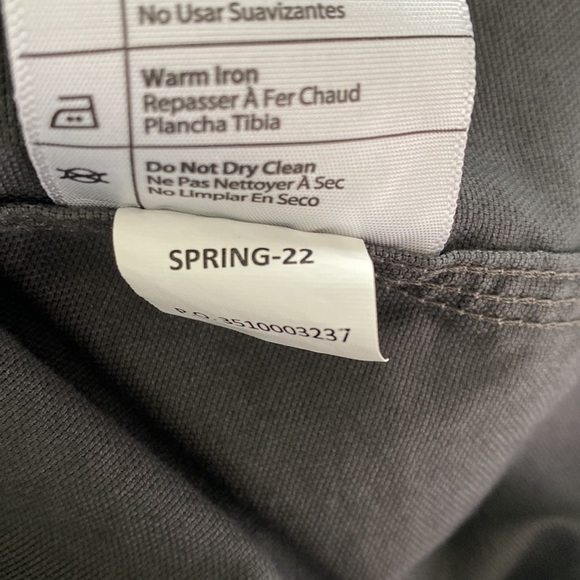 No Usar Suavizantes
Warm Iron
Repasser À Fer Chaud
Plancha Tibia
Do Not Dry Clean
Ne Pas Nettoyer À Sec
No Limpiar En Seco
SPRING-22
P.O. 3510003237